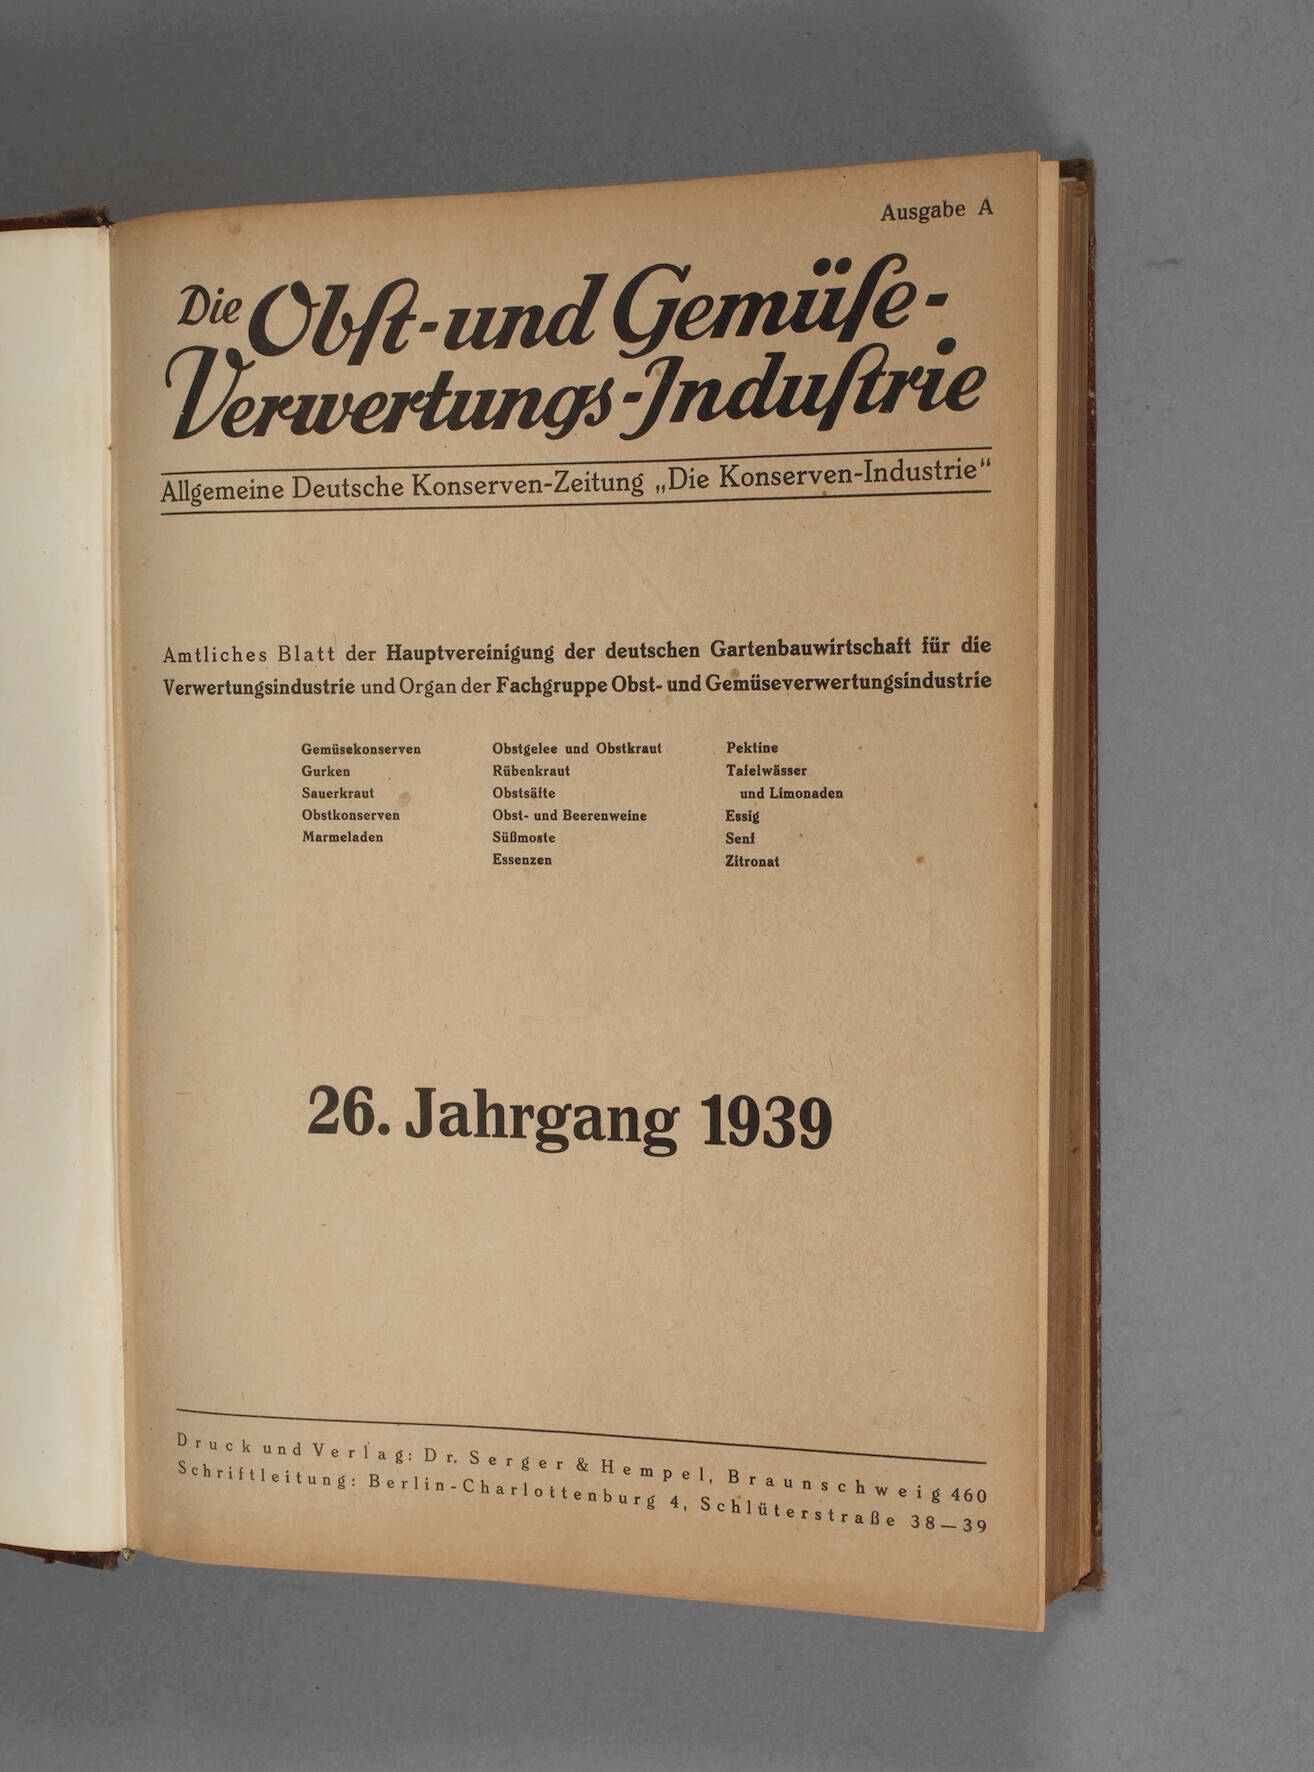 Ausgabe A
Die Obſt-und Gemüſe-
Verwertungs-Induſtrie
Allgemeine Deutsche Konserven-Zeitung „Die Konserven-Industrie“
Amtliches Blatt der Hauptvereinigung der deutschen Gartenbauwirtschaft für die
Verwertungsindustrie und Organ der Fachgruppe Obst- und Gemüseverwertungsindustrie
Gemüsekonserven
Gurken
Sauerkraut
Obstkonserven
Marmeladen
Obstgelee und Obstkraut
Rübenkraut
Obstsäfte
Obst- und Beerenweine
Süßmoste
Essenzen
Pektine
Tafelwässer
und Limonaden
Essig
Senf
Zitronat
26. Jahrgang 1939
Druck und Verlag: Dr. Serger & Hempel, Braunschweig 460
Schriftleitung: Berlin-Charlottenburg 4, Schlüterstraße 38—39